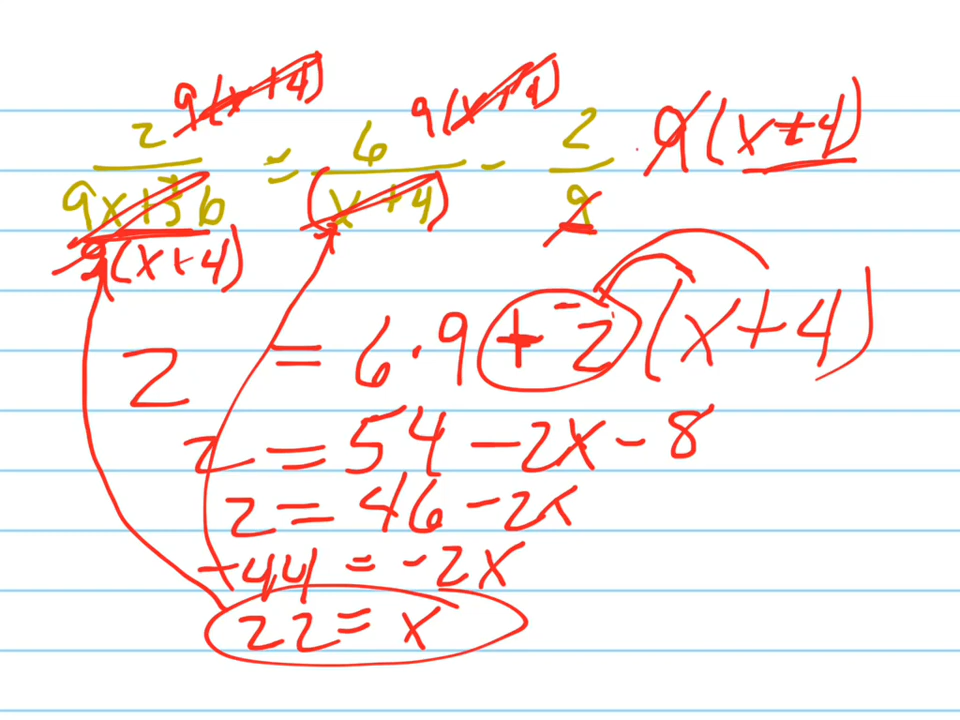 9(x+4) 9(x+4)
2/(9x+36) = 6/(x+4) - 2/9 · 9(x+4)
9(x+4)
2 = 6·9 + -2(x+4)
2 = 54 - 2x - 8
2 = 46 - 2x
-44 = -2x
22 = x